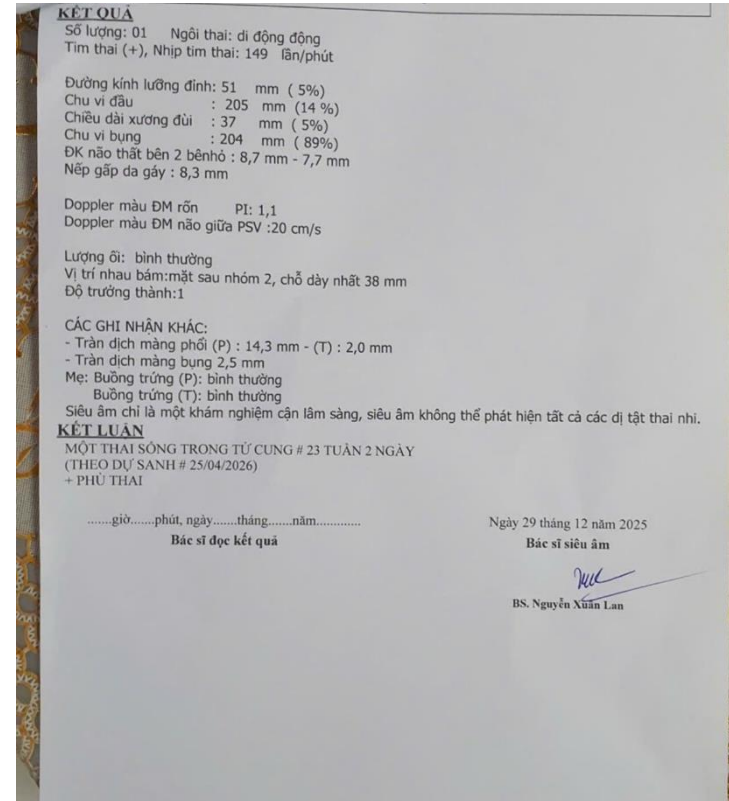 KẾT QUẢ
Số lượng: 01 Ngôi thai: di động động
Tim thai (+), Nhịp tim thai: 149 lần/phút
Đường kính lưỡng đỉnh: 51 mm ( 5%)
Chu vi đầu : 205 mm (14 %)
Chiều dài xương đùi : 37 mm ( 5%)
Chu vi bụng : 204 mm ( 89%)
ĐK não thất bên 2 bênhó : 8,7 mm - 7,7 mm
Nếp gấp da gáy : 8,3 mm
Doppler màu ĐM rốn PI: 1,1
Doppler màu ĐM não giữa PSV :20 cm/s
Lượng ối: bình thường
Vị trí nhau bám:mặt sau nhóm 2, chỗ dày nhất 38 mm
Độ trưởng thành:1
CÁC GHI NHẬN KHÁC:
- Tràn dịch màng phổi (P) : 14,3 mm - (T) : 2,0 mm
- Tràn dịch màng bụng 2,5 mm
Mẹ: Buồng trứng (P): bình thường
Buồng trứng (T): bình thường
Siêu âm chỉ là một khám nghiệm cận lâm sàng, siêu âm không thể phát hiện tất cả các dị tật thai nhi.
KẾT LUẬN
MỘT THAI SỐNG TRONG TỬ CUNG # 23 TUẦN 2 NGÀY
(THEO DỰ SANH # 25/04/2026)
+ PHÙ THAI
.......giờ.......phút, ngày.......tháng.......năm.............
Bác sĩ đọc kết quả
Ngày 29 tháng 12 năm 2025
Bác sĩ siêu âm
BS. Nguyễn Xuân Lan